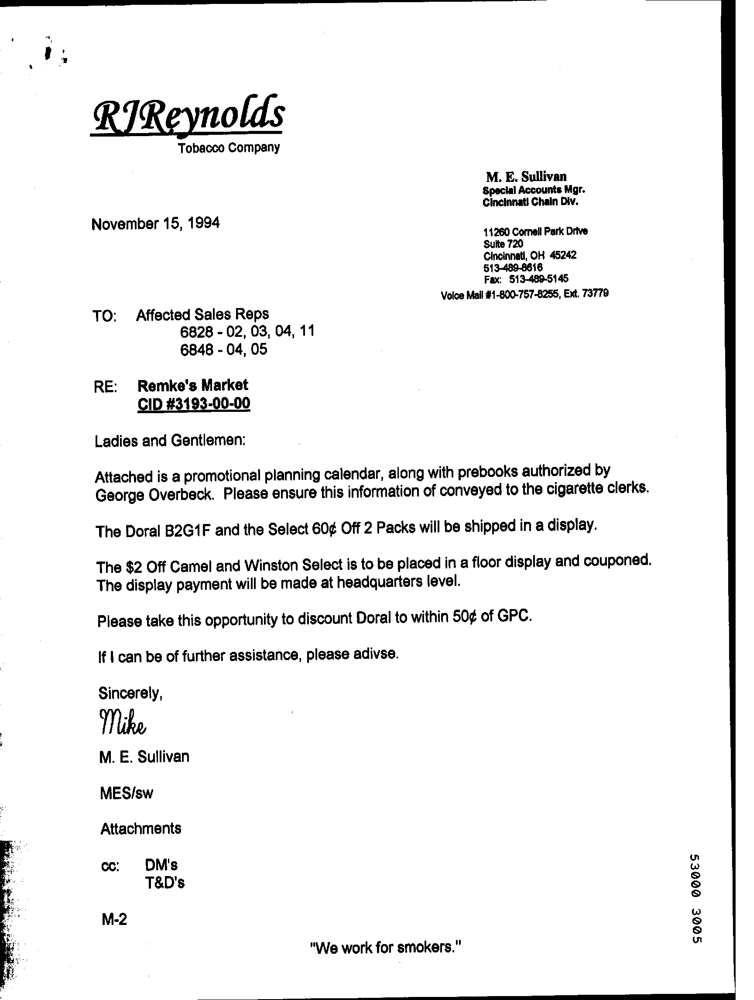 RJReynolds
Tobacco Company
M. E. Sullivan
Special Accounts Mgr.
Cincinnati Chain Div.
November 15, 1994
11260 Cornell Park Drive
Suite 720
Cincinnati, OH 45242
513-489-8616
Fax: 513-489-5145
Voice Mail #1-800-757-8255, Ext. 73779
TO: Affected Sales Reps
6828 - 02, 03, 04, 11
6848 - 04, 05
RE: Remke's Market
CID #3193-00-00
Ladies and Gentlemen:
Attached is a promotional planning calendar, along with prebooks authorized by
George Overbeck. Please ensure this information of conveyed to the cigarette clerks.
The Doral B2G1F and the Select 60¢ Off 2 Packs will be shipped in a display.
The $2 Off Camel and Winston Select is to be placed in a floor display and couponed.
The display payment will be made at headquarters level.
Please take this opportunity to discount Doral to within 50¢ of GPC.
If I can be of further assistance, please adivse.
Sincerely,
Mike
M. E. Sullivan
MES/sw
Attachments
cc: DM's
T&D's
M-2
"We work for smokers."
53000 3005